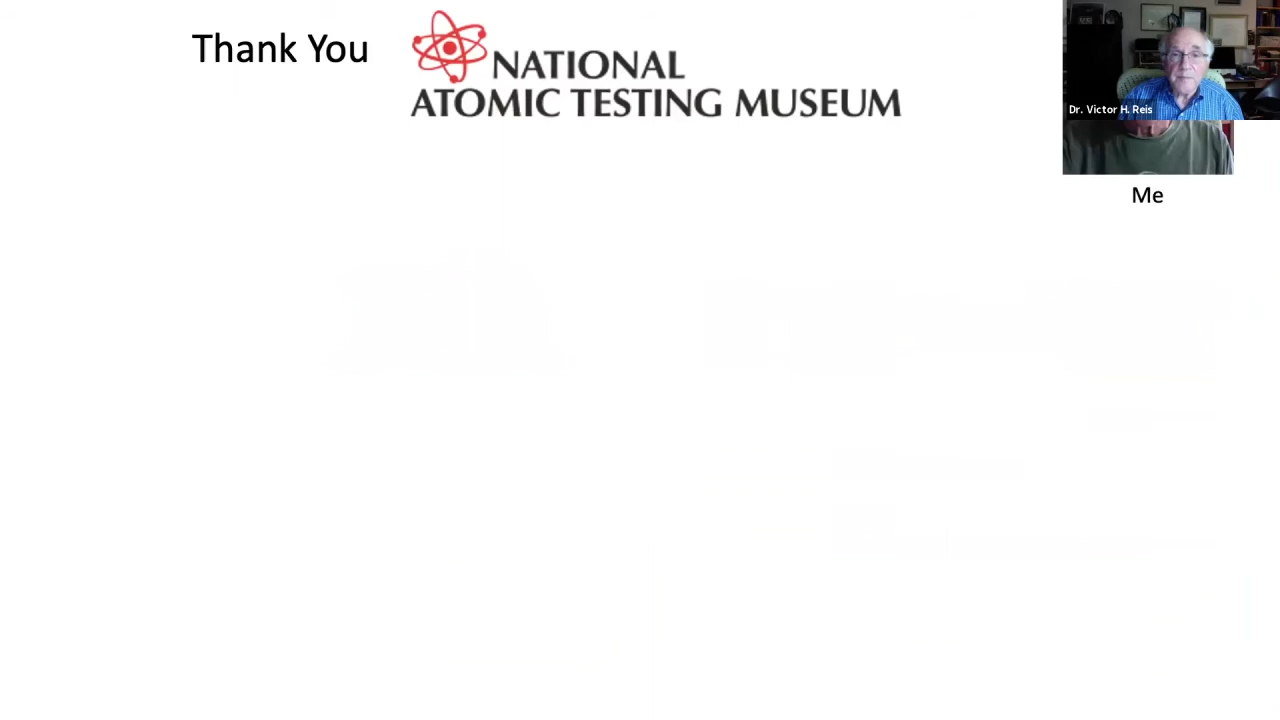 Thank You
NATIONAL
ATOMIC TESTING MUSEUM
Dr. Victor H. Reis
Me